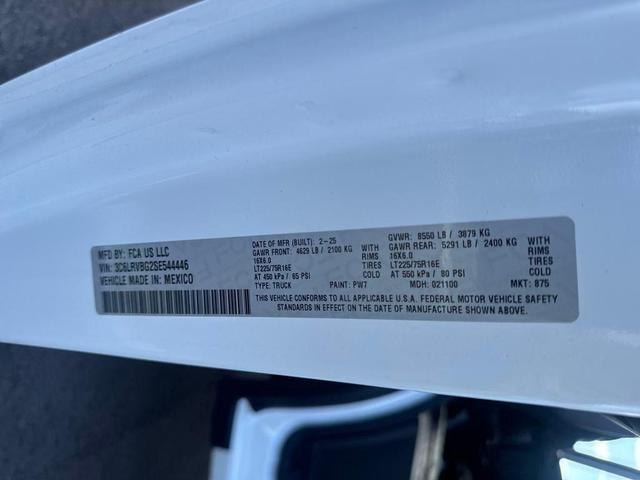 MFD BY: FCA US LLC
VIN: 3C6LRVBG2SE544446
VEHICLE MADE IN: MEXICO
DATE OF MFR (BUILT): 2-25
GAWR FRONT: 4629 LB / 2100 KG WITH
16X6.0 RIMS
LT225/75R16E TIRES
AT 450 kPa / 65 PSI COLD
TYPE: TRUCK PAINT: PW7
GVWR: 8550 LB / 3879 KG
GAWR REAR: 5291 LB / 2400 KG WITH
16X6.0 RIMS
LT225/75R16E TIRES
AT 550 kPa / 80 PSI COLD
MDH: 021100 MKT: 875
THIS VEHICLE CONFORMS TO ALL APPLICABLE U.S.A. FEDERAL MOTOR VEHICLE SAFETY
STANDARDS IN EFFECT ON THE DATE OF MANUFACTURE SHOWN ABOVE.